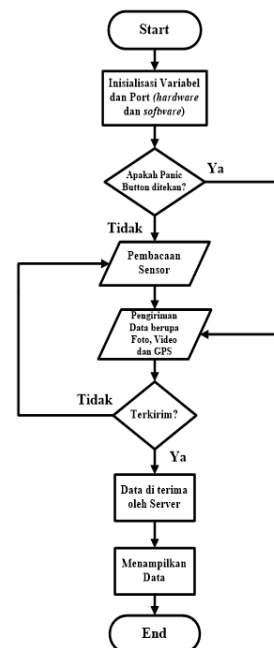 Start
Inisialisasi Variabel
dan Port (hardware
dan software)
Apakah Panic
Button ditekan?
Ya
Tidak
Pembacaan
Sensor
Pengiriman
Data berupa
Foto, Video
dan GPS
Tidak
Terkirim?
Ya
Data di terima
oleh Server
Menampilkan
Data
End